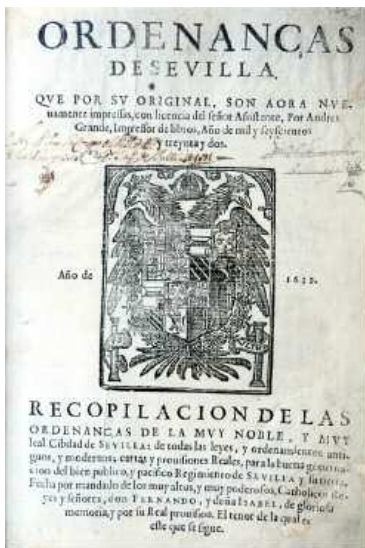 ORDENANÇAS
DE SEVILLA,
QVE POR SV ORIGINAL, SON AORA NVE-
uamente impressas, con licencia del señor Asistente, Por Andres
Grande, Impressor de libros, Año de mil y seyscientos
y treynta y dos.
Año de
1632.
RECOPILACION DE LAS
ORDENANÇAS DE LA MVY NOBLE, Y MVY
leal Cibdad de SEVILLA: de todas las leyes, y ordenamientos anti-
guos, y modernos, cartas y prouisiones Reales, para la buena gouerna-
cion del bien publico, y pacifico Regimiento de SEVILLA y su tierra.
Fecha por mandado de los muy altos, y muy poderosos, Catholicos Re-
yes y señores, don FERNANDO, y doña ISABEL, de gloriosa
memoria, y por su Real prouision. El tenor de la qual es
este que se sigue.